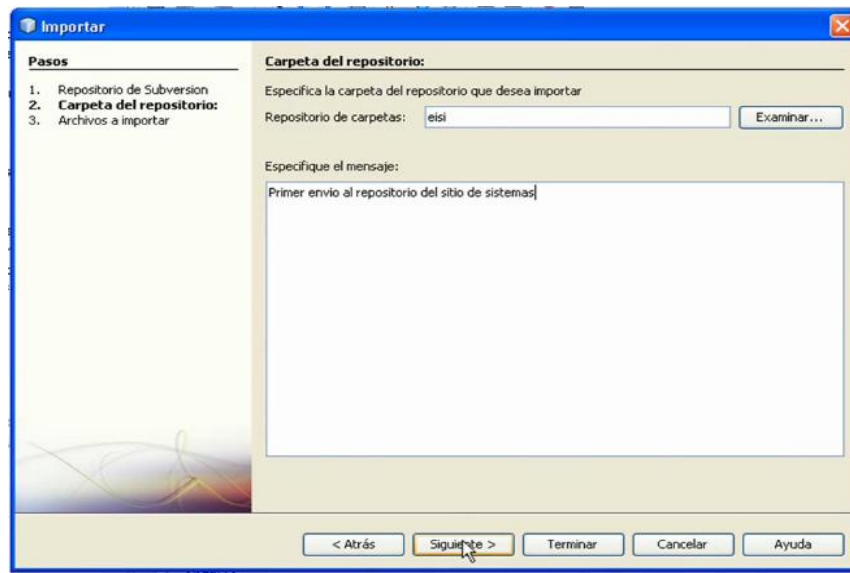 Importar
Pasos
1. Repositorio de Subversion
2. Carpeta del repositorio:
3. Archivos a importar
Carpeta del repositorio:
Especifica la carpeta del repositorio que desea importar
Repositorio de carpetas: eisi Examinar...
Especifique el mensaje:
Primer envio al repositorio del sitio de sistemas
< Atrás Siguiente > Terminar Cancelar Ayuda